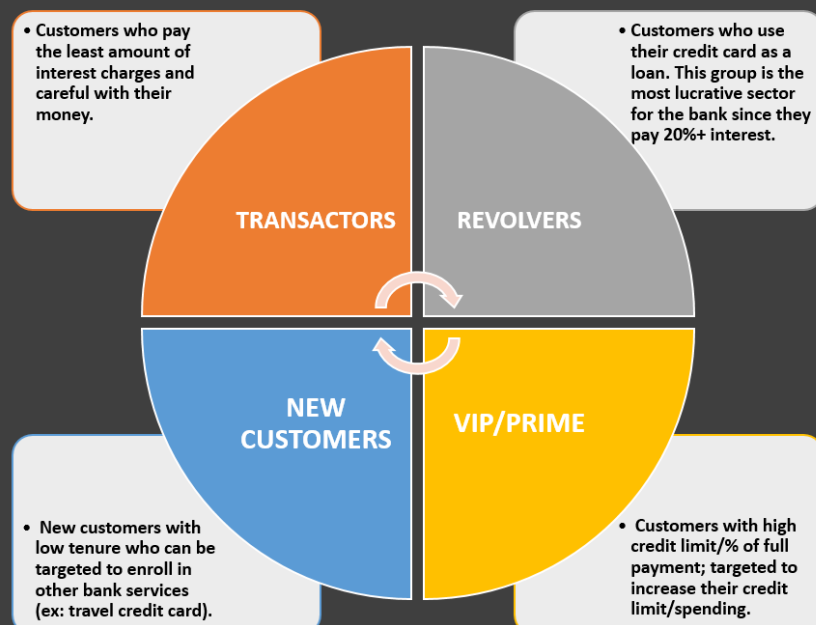 • Customers who pay
the least amount of
interest charges and
careful with their
money.
• Customers who use
their credit card as a
loan. This group is the
most lucrative sector
for the bank since they
pay 20%+ interest.
TRANSACTORS
REVOLVERS
NEW
CUSTOMERS
VIP/PRIME
• New customers with
low tenure who can be
targeted to enroll in
other bank services
(ex: travel credit card).
• Customers with high
credit limit/% of full
payment; targeted to
increase their credit
limit/spending.